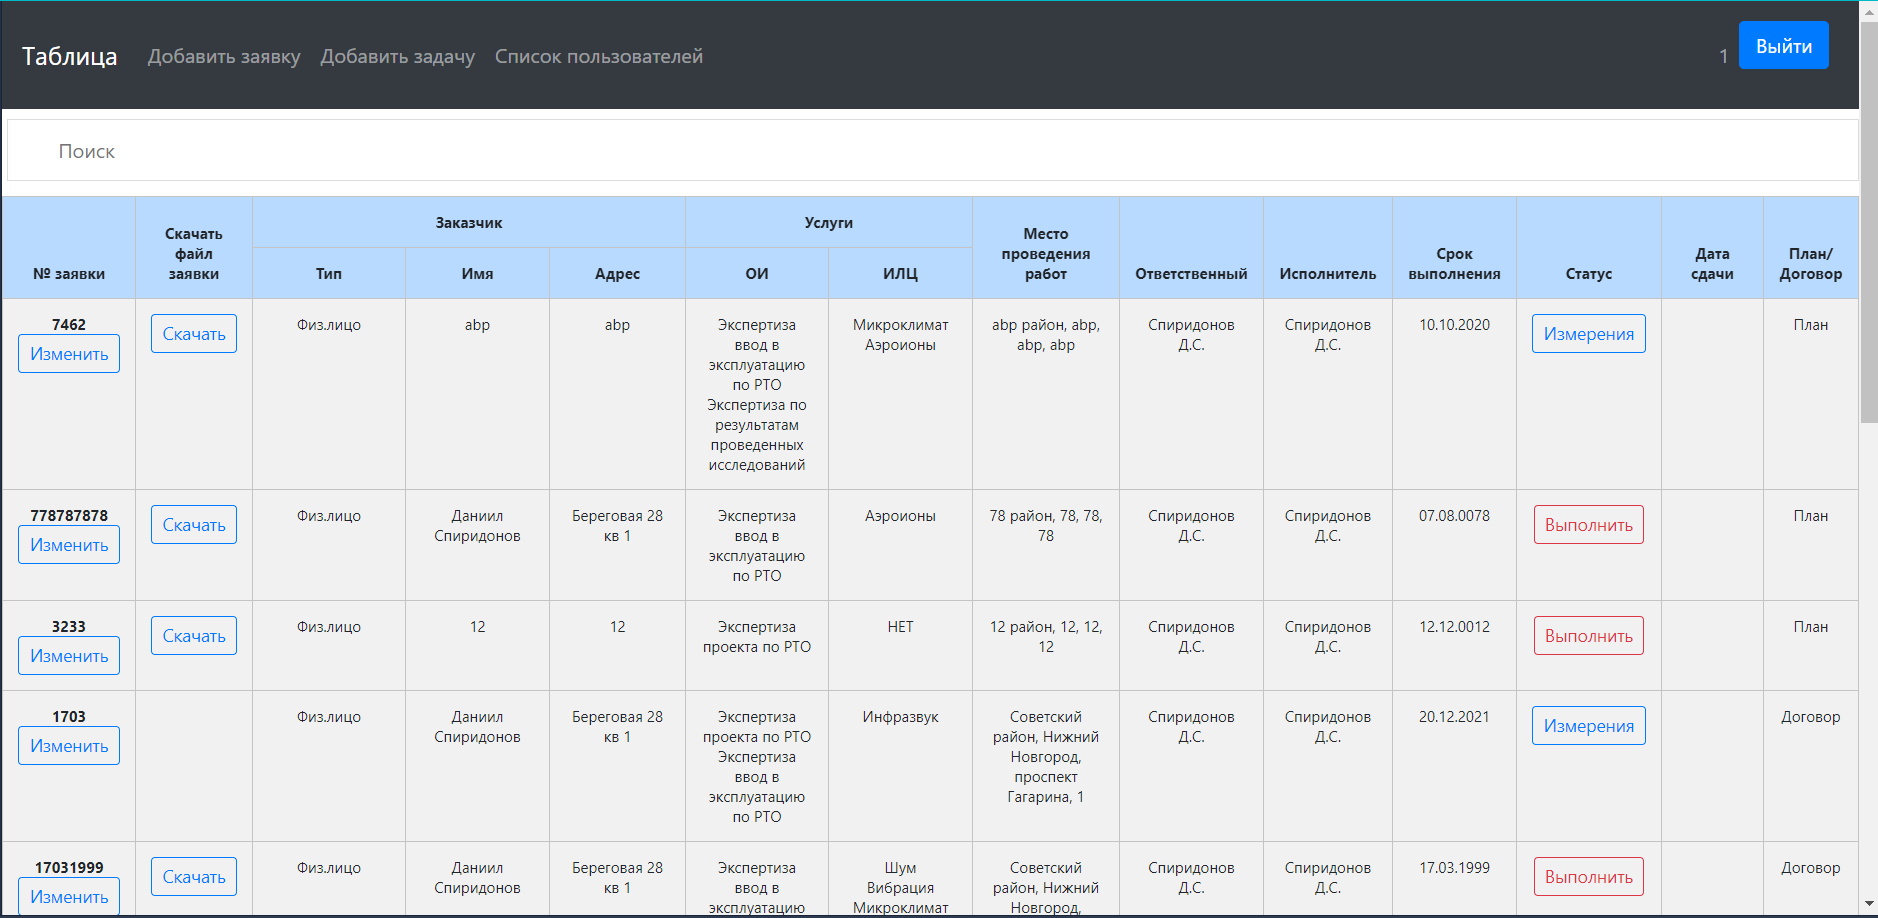 Таблица Добавить заявку Добавить задачу Список пользователей 1 Выйти
Поиск
№ заявки
Скачать
файл
заявки
Заказчик
Тип
Имя
Адрес
Услуги
ОИ
ИЛЦ
Место
проведения
работ
Ответственный
Исполнитель
Срок
выполнения
Статус
Дата
сдачи
План/
Договор
7462
Изменить
Скачать
Физ.лицо
abp
abp
Экспертиза
ввод в
эксплуатацию
по РТО
Экспертиза по
результатам
проведенных
исследований
Микроклимат
Аэроионы
abp район, abp,
abp, abp
Спиридонов
Д.С.
Спиридонов
Д.С.
10.10.2020
Измерения
План
778787878
Изменить
Скачать
Физ.лицо
Даниил
Спиридонов
Береговая 28
кв 1
Экспертиза
ввод в
эксплуатацию
по РТО
Аэроионы
78 район, 78, 78,
78
Спиридонов
Д.С.
Спиридонов
Д.С.
07.08.0078
Выполнить
План
3233
Изменить
Скачать
Физ.лицо
12
12
Экспертиза
проекта по РТО
НЕТ
12 район, 12, 12,
12
Спиридонов
Д.С.
Спиридонов
Д.С.
12.12.0012
Выполнить
План
1703
Изменить
Физ.лицо
Даниил
Спиридонов
Береговая 28
кв 1
Экспертиза
проекта по РТО
Экспертиза
ввод в
эксплуатацию
по РТО
Инфразвук
Советский
район, Нижний
Новгород,
проспект
Гагарина, 1
Спиридонов
Д.С.
Спиридонов
Д.С.
20.12.2021
Измерения
Договор
17031999
Изменить
Скачать
Физ.лицо
Даниил
Спиридонов
Береговая 28
кв 1
Экспертиза
ввод в
эксплуатацию
Шум
Вибрация
Микроклимат
Советский
район, Нижний
Новгород,
Спиридонов
Д.С.
Спиридонов
Д.С.
17.03.1999
Выполнить
Договор